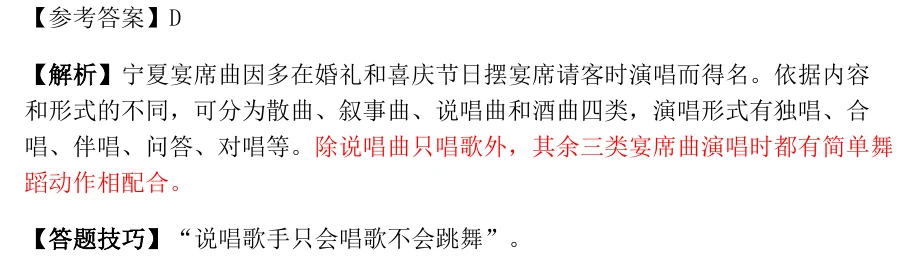 【参考答案】D
【解析】宁夏宴席曲因多在婚礼和喜庆节日摆宴席请客时演唱而得名。依据内容
和形式的不同，可分为散曲、叙事曲、说唱曲和酒曲四类，演唱形式有独唱、合
唱、伴唱、问答、对唱等。除说唱曲只唱歌外，其余三类宴席曲演唱时都有简单舞
蹈动作相配合。
【答题技巧】“说唱歌手只会唱歌不会跳舞”。